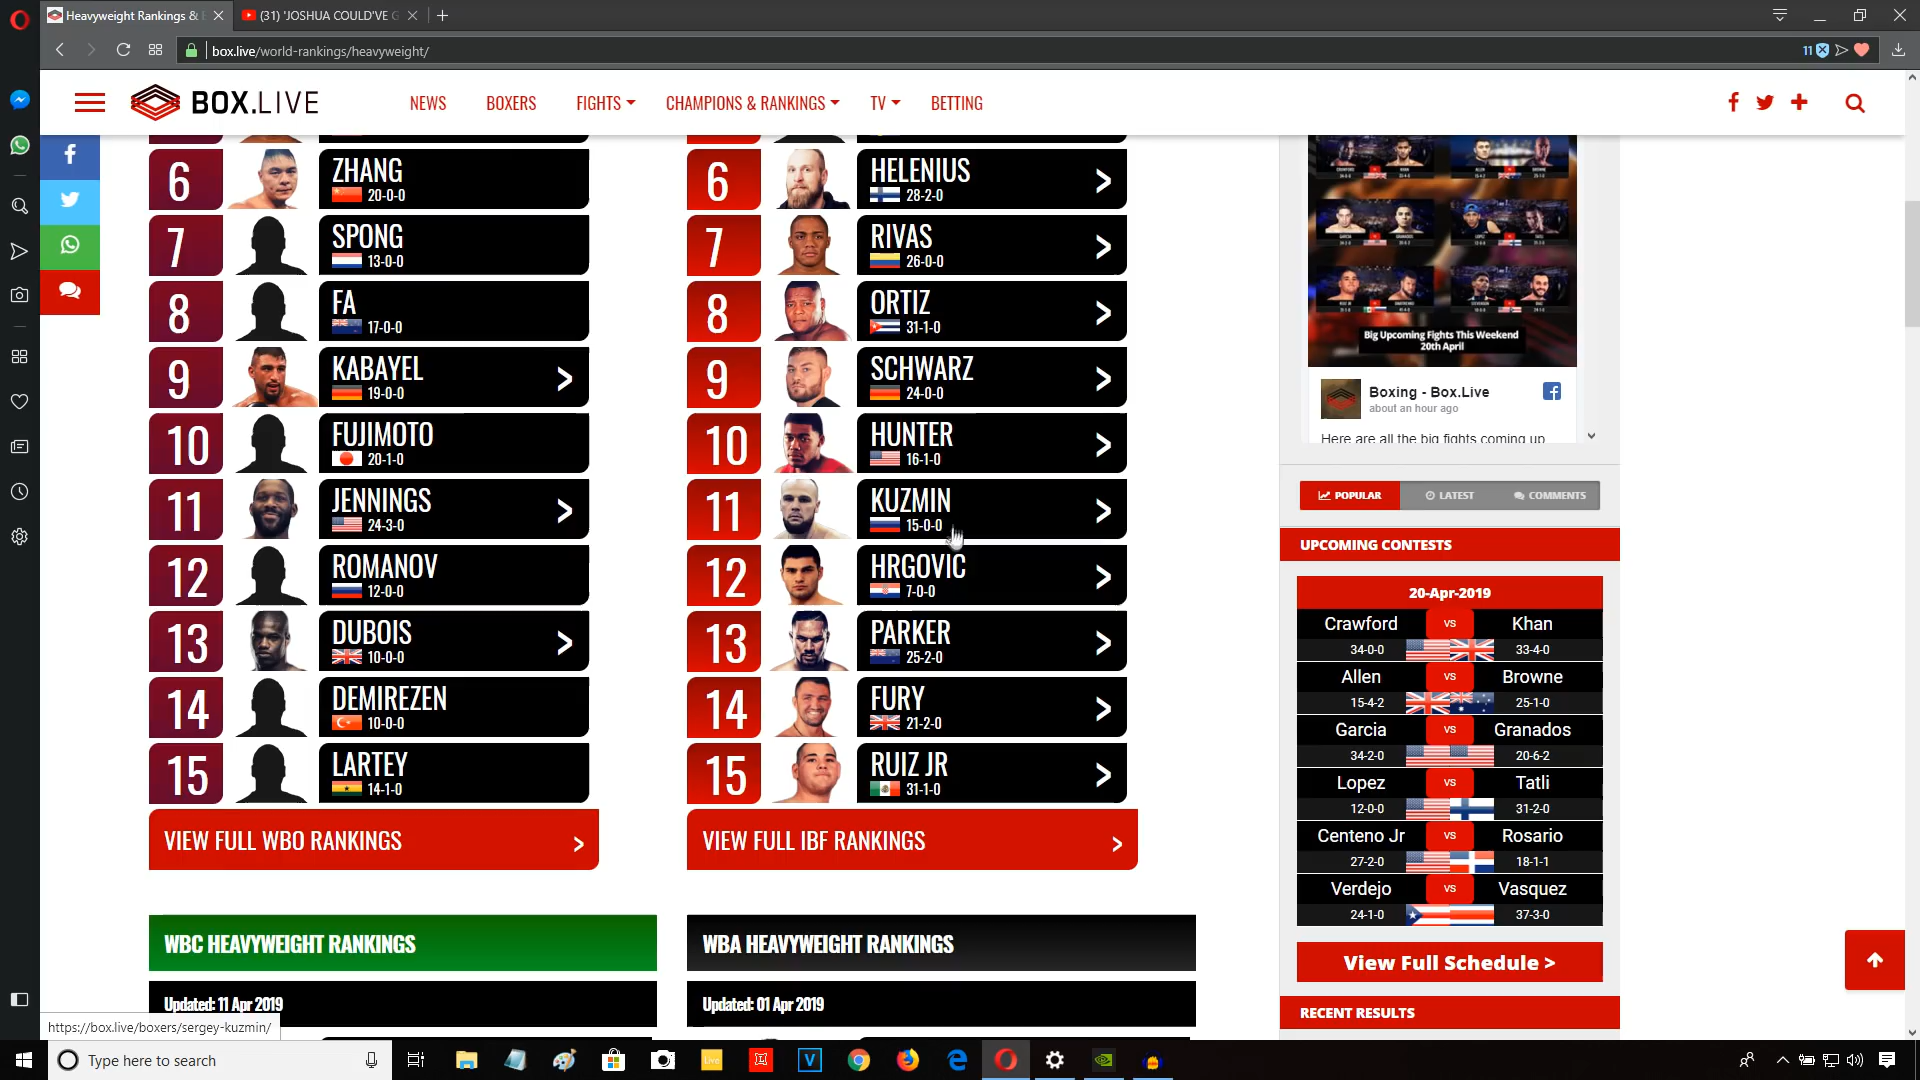 Heavyweight Rankings &
(31) 'JOSHUA COULD'VE G
box.live/world-rankings/heavyweight/
11
BOX.LIVE
NEWS
BOXERS
FIGHTS
CHAMPIONS & RANKINGS
TV
BETTING
6
ZHANG
20-0-0
7
SPONG
13-0-0
8
FA
17-0-0
9
KABAYEL
19-0-0
10
FUJIMOTO
20-1-0
11
JENNINGS
24-3-0
12
ROMANOV
12-0-0
13
DUBOIS
10-0-0
14
DEMIREZEN
10-0-0
15
LARTEY
14-1-0
VIEW FULL WBO RANKINGS
6
HELENIUS
28-2-0
7
RIVAS
26-0-0
8
ORTIZ
31-1-0
9
SCHWARZ
24-0-0
10
HUNTER
16-1-0
11
KUZMIN
15-0-0
12
HRGOVIC
7-0-0
13
PARKER
25-2-0
14
FURY
21-2-0
15
RUIZ JR
31-1-0
VIEW FULL IBF RANKINGS
WBC HEAVYWEIGHT RANKINGS
Updated: 11 Apr 2019
WBA HEAVYWEIGHT RANKINGS
Updated: 01 Apr 2019
Big Upcoming Fights This Weekend
20th April
Boxing - Box.Live
about an hour ago
Here are all the big fights coming up
POPULAR
LATEST
COMMENTS
UPCOMING CONTESTS
20-Apr-2019
Crawford VS Khan
34-0-0 33-4-0
Allen VS Browne
15-4-2 25-1-0
Garcia VS Granados
34-2-0 20-6-2
Lopez VS Tatli
12-0-0 31-2-0
Centeno Jr VS Rosario
27-2-0 18-1-1
Verdejo VS Vasquez
24-1-0 37-3-0
View Full Schedule >
RECENT RESULTS
https://box.live/boxers/sergey-kuzmin/
Type here to search